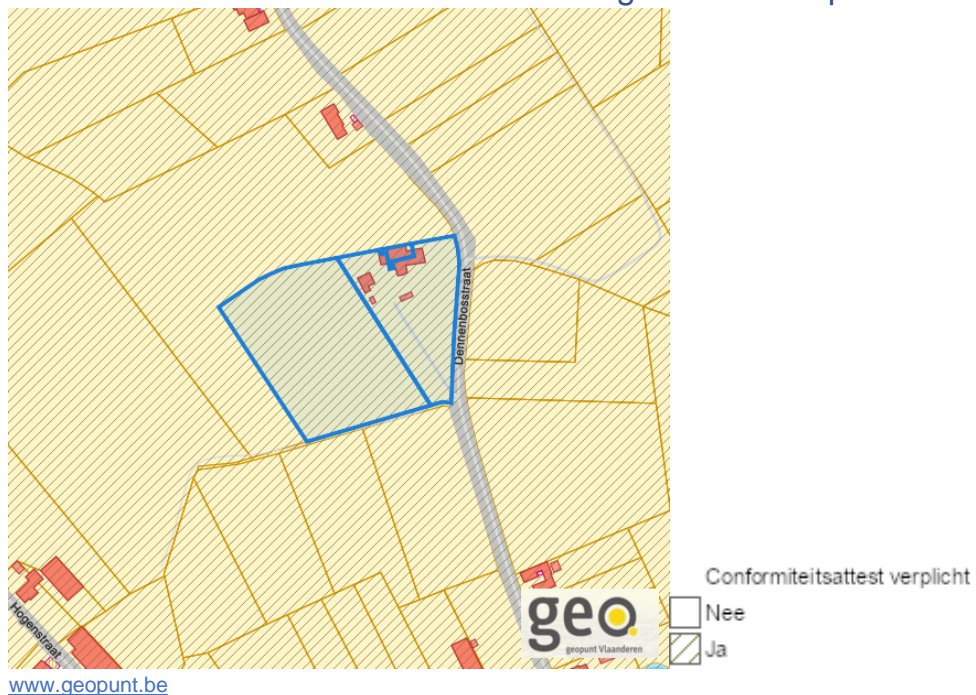 Dennenbosstraat
Hogenstraat
geo.
geopunt Vlaanderen
Conformiteitsattest verplicht
Nee
Ja
www.geopunt.be